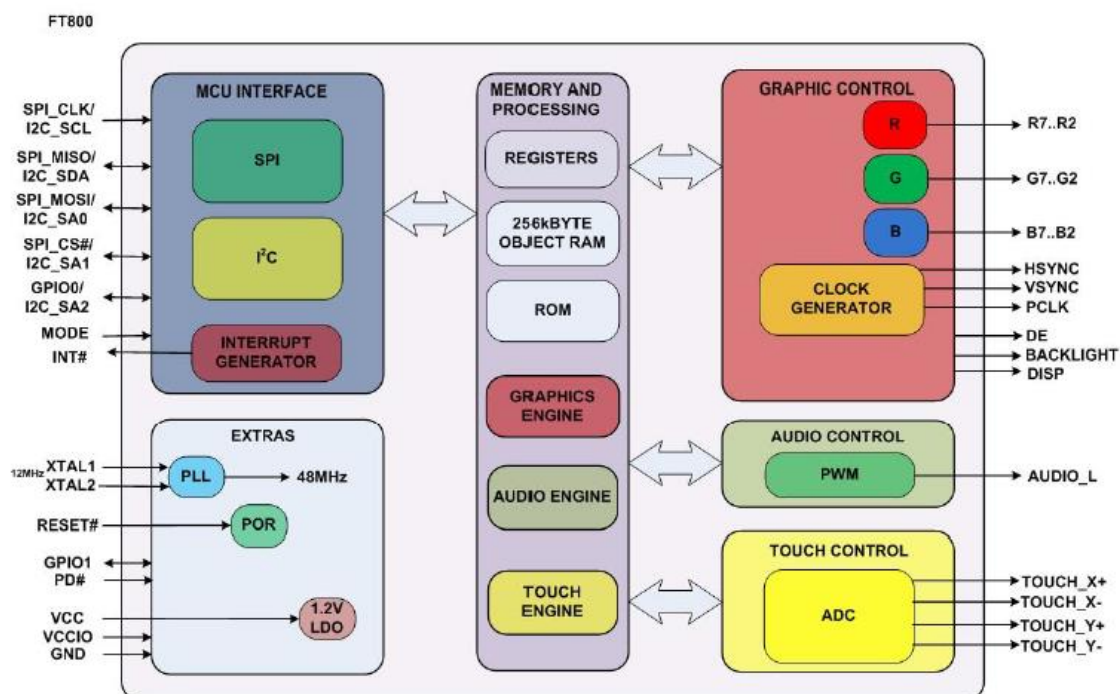 FT800
MCU INTERFACE
SPI_CLK/
I2C_SCL
SPI_MISO/
I2C_SDA
SPI_MOSI/
I2C_SA0
SPI_CS#/
I2C_SA1
GPIO0/
I2C_SA2
MODE
INT#
SPI
I²C
INTERRUPT
GENERATOR
EXTRAS
12MHz
XTAL1
XTAL2
PLL
48MHz
RESET#
POR
GPIO1
PD#
VCC
VCCIO
GND
1.2V
LDO
MEMORY AND
PROCESSING
REGISTERS
256kBYTE
OBJECT RAM
ROM
GRAPHICS
ENGINE
AUDIO ENGINE
TOUCH
ENGINE
GRAPHIC CONTROL
R
R7..R2
G
G7..G2
B
B7..B2
CLOCK
GENERATOR
HSYNC
VSYNC
PCLK
DE
BACKLIGHT
DISP
AUDIO CONTROL
PWM
AUDIO_L
TOUCH CONTROL
ADC
TOUCH_X+
TOUCH_X-
TOUCH_Y+
TOUCH_Y-